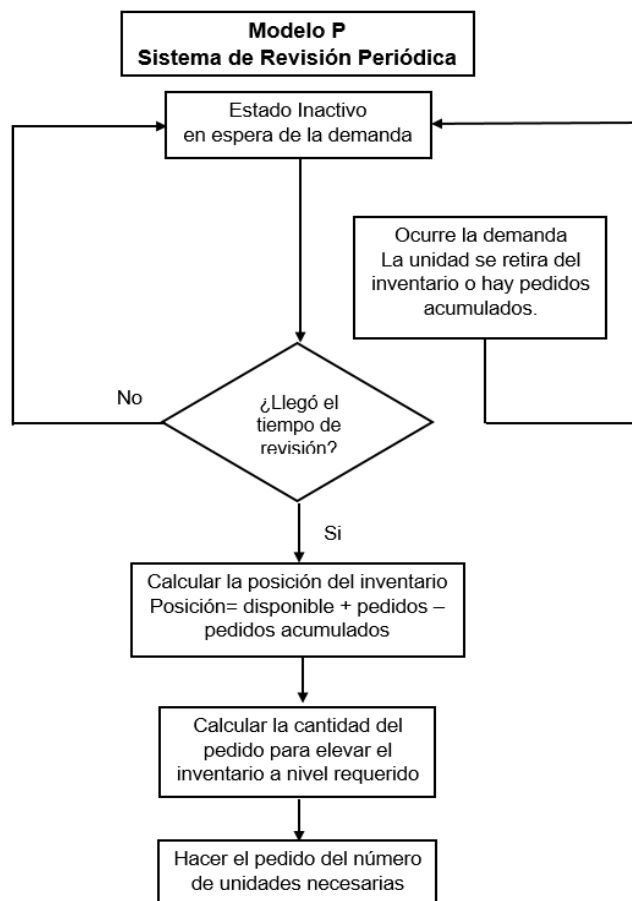 Modelo P
Sistema de Revisión Periódica
Estado Inactivo
en espera de la demanda
Ocurre la demanda
La unidad se retira del
inventario o hay pedidos
acumulados.
No
¿Llegó el
tiempo de
revisión?
Si
Calcular la posición del inventario
Posición= disponible + pedidos –
pedidos acumulados
Calcular la cantidad del
pedido para elevar el
inventario a nivel requerido
Hacer el pedido del número
de unidades necesarias